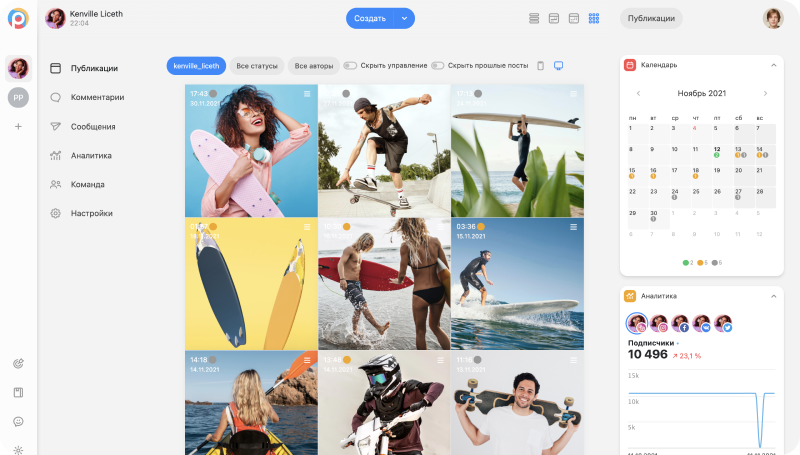 Kenville Liceth
22:04
Создать
Публикации
PP
Публикации
Комментарии
Сообщения
Аналитика
Команда
Настройки
kenville_liceth
Все статусы
Все авторы
Скрыть управление
Скрыть прошлые посты
17:43
30.11.2021
03:36
16.11.2021
14:18
14.11.2021
14.11.2021
11:16
13.11.2021
Календарь
Ноябрь 2021
пн вт ср чт пт сб вс
1 2 3 4 5 6 7
8 9 10 11 12 13 14
15 16 17 18 19 20 21
22 23 24 25 26 27 28
29 30 1 2 3 4 5
6 7 8 9 10 11 12
2 5 6
Аналитика
Подписчики
10 496 23,1 %
15k
10k
5k